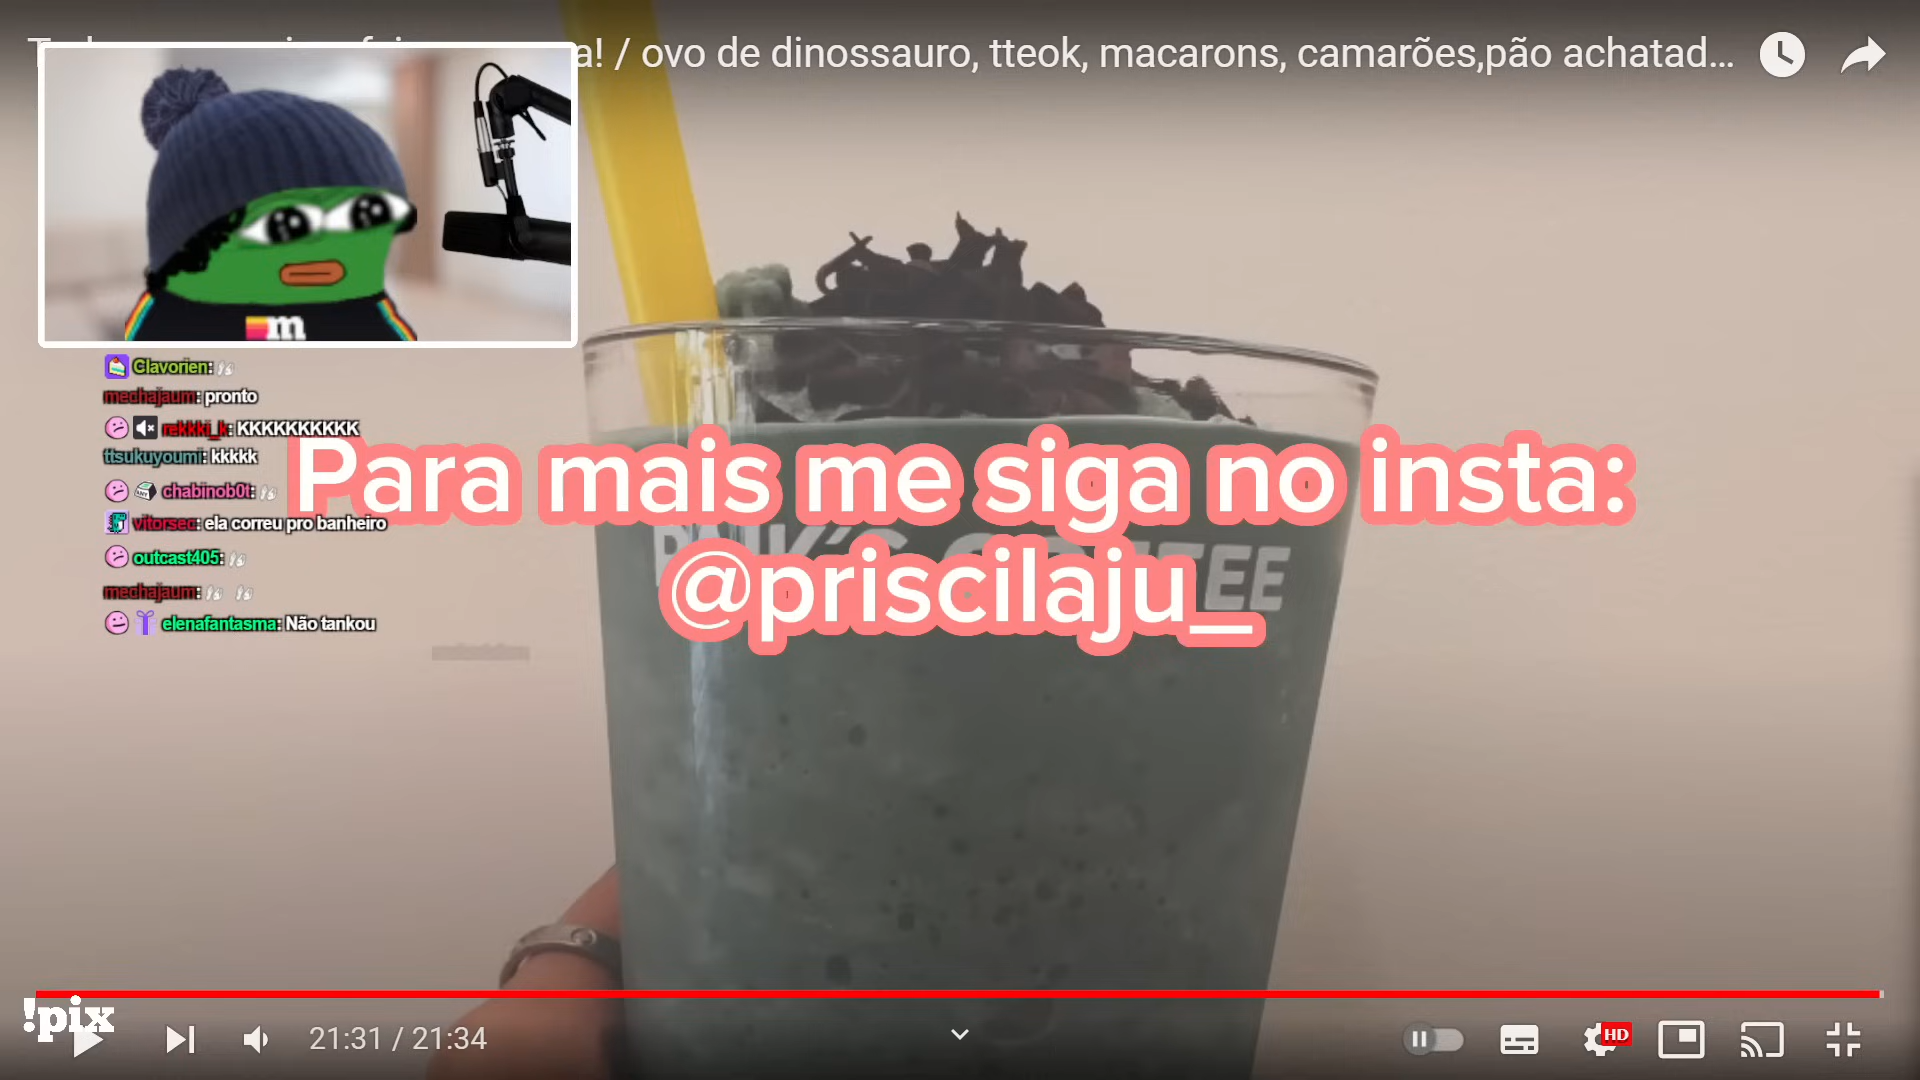 a! / ovo de dinossauro, tteok, macarons, camarões,pão achatad...
m
Clavorien:
mechajaum: pronto
rekkki_k: KKKKKKKKKK
ttsukuyoumi: kkkkk
chabinob0t:
vitorsec: ela correu pro banheiro
outcast405:
mechajaum:
elenafantasma: Não tankou
Para mais me siga no insta:
@priscilaju_
!pix
21:31 / 21:34
HD